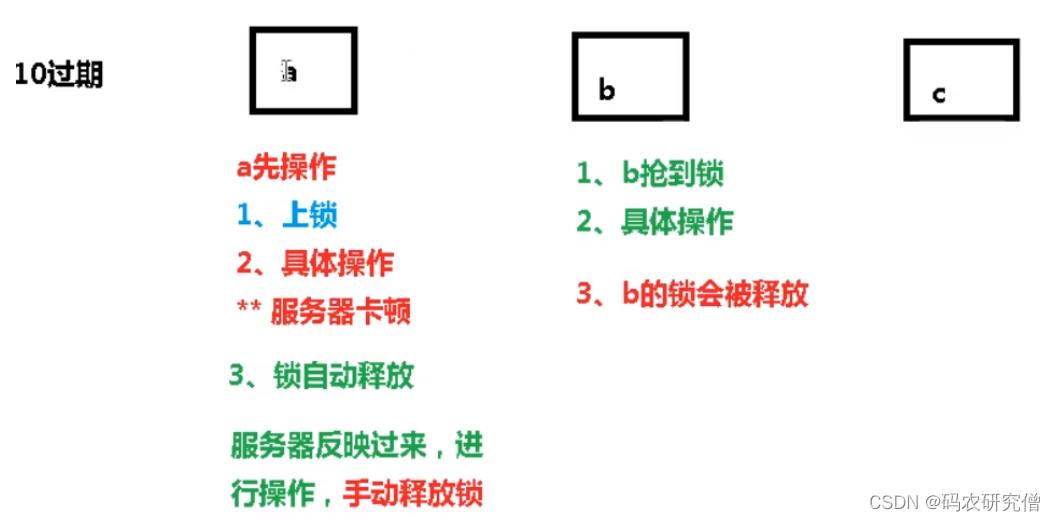 10过期
a
b
c
a先操作
1、上锁
2、具体操作
** 服务器卡顿
3、锁自动释放
服务器反映过来，进
行操作，手动释放锁
1、b抢到锁
2、具体操作
3、b的锁会被释放
CSDN @码农研究僧